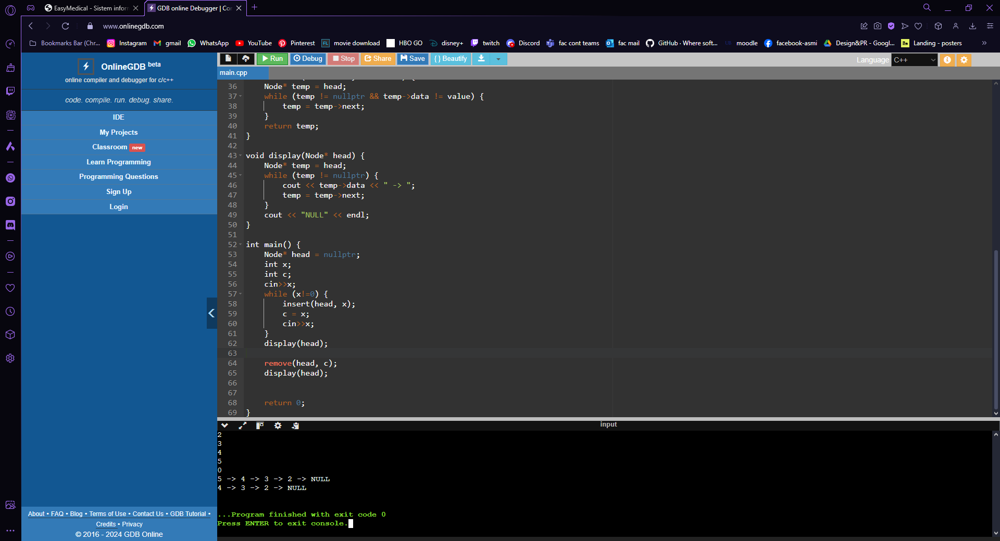 EasyMedical - Sistem inforr
GDB online Debugger | Cor
www.onlinegdb.com
Bookmarks Bar (Chr...
Instagram
gmail
WhatsApp
YouTube
Pinterest
FL movie download
HBO GO
disney+
twitch
Discord
fac cont teams
fac mail
GitHub · Where soft...
moodle
facebook-asmi
Design&PR - Googl...
Landing - posters
OnlineGDB beta
online compiler and debugger for c/c++
code. compile. run. debug. share.
IDE
My Projects
Classroom new
Learn Programming
Programming Questions
Sign Up
Login
About • FAQ • Blog • Terms of Use • Contact Us • GDB Tutorial •
Credits • Privacy
© 2016 - 2024 GDB Online
Run
Debug
Stop
Share
Save
{ } Beautify
Language C++
main.cpp
36 Node* temp = head;
37 while (temp != nullptr && temp->data != value) {
38 temp = temp->next;
39 }
40 return temp;
41 }
42
43 void display(Node* head) {
44 Node* temp = head;
45 while (temp != nullptr) {
46 cout << temp->data << " -> ";
47 temp = temp->next;
48 }
49 cout << "NULL" << endl;
50 }
51
52 int main() {
53 Node* head = nullptr;
54 int x;
55 int c;
56 cin>>x;
57 while (x!=0) {
58 insert(head, x);
59 c = x;
60 cin>>x;
61 }
62 display(head);
63
64 remove(head, c);
65 display(head);
66
67
68 return 0;
69 }
input
2
3
4
5
0
5 -> 4 -> 3 -> 2 -> NULL
4 -> 3 -> 2 -> NULL
...Program finished with exit code 0
Press ENTER to exit console.